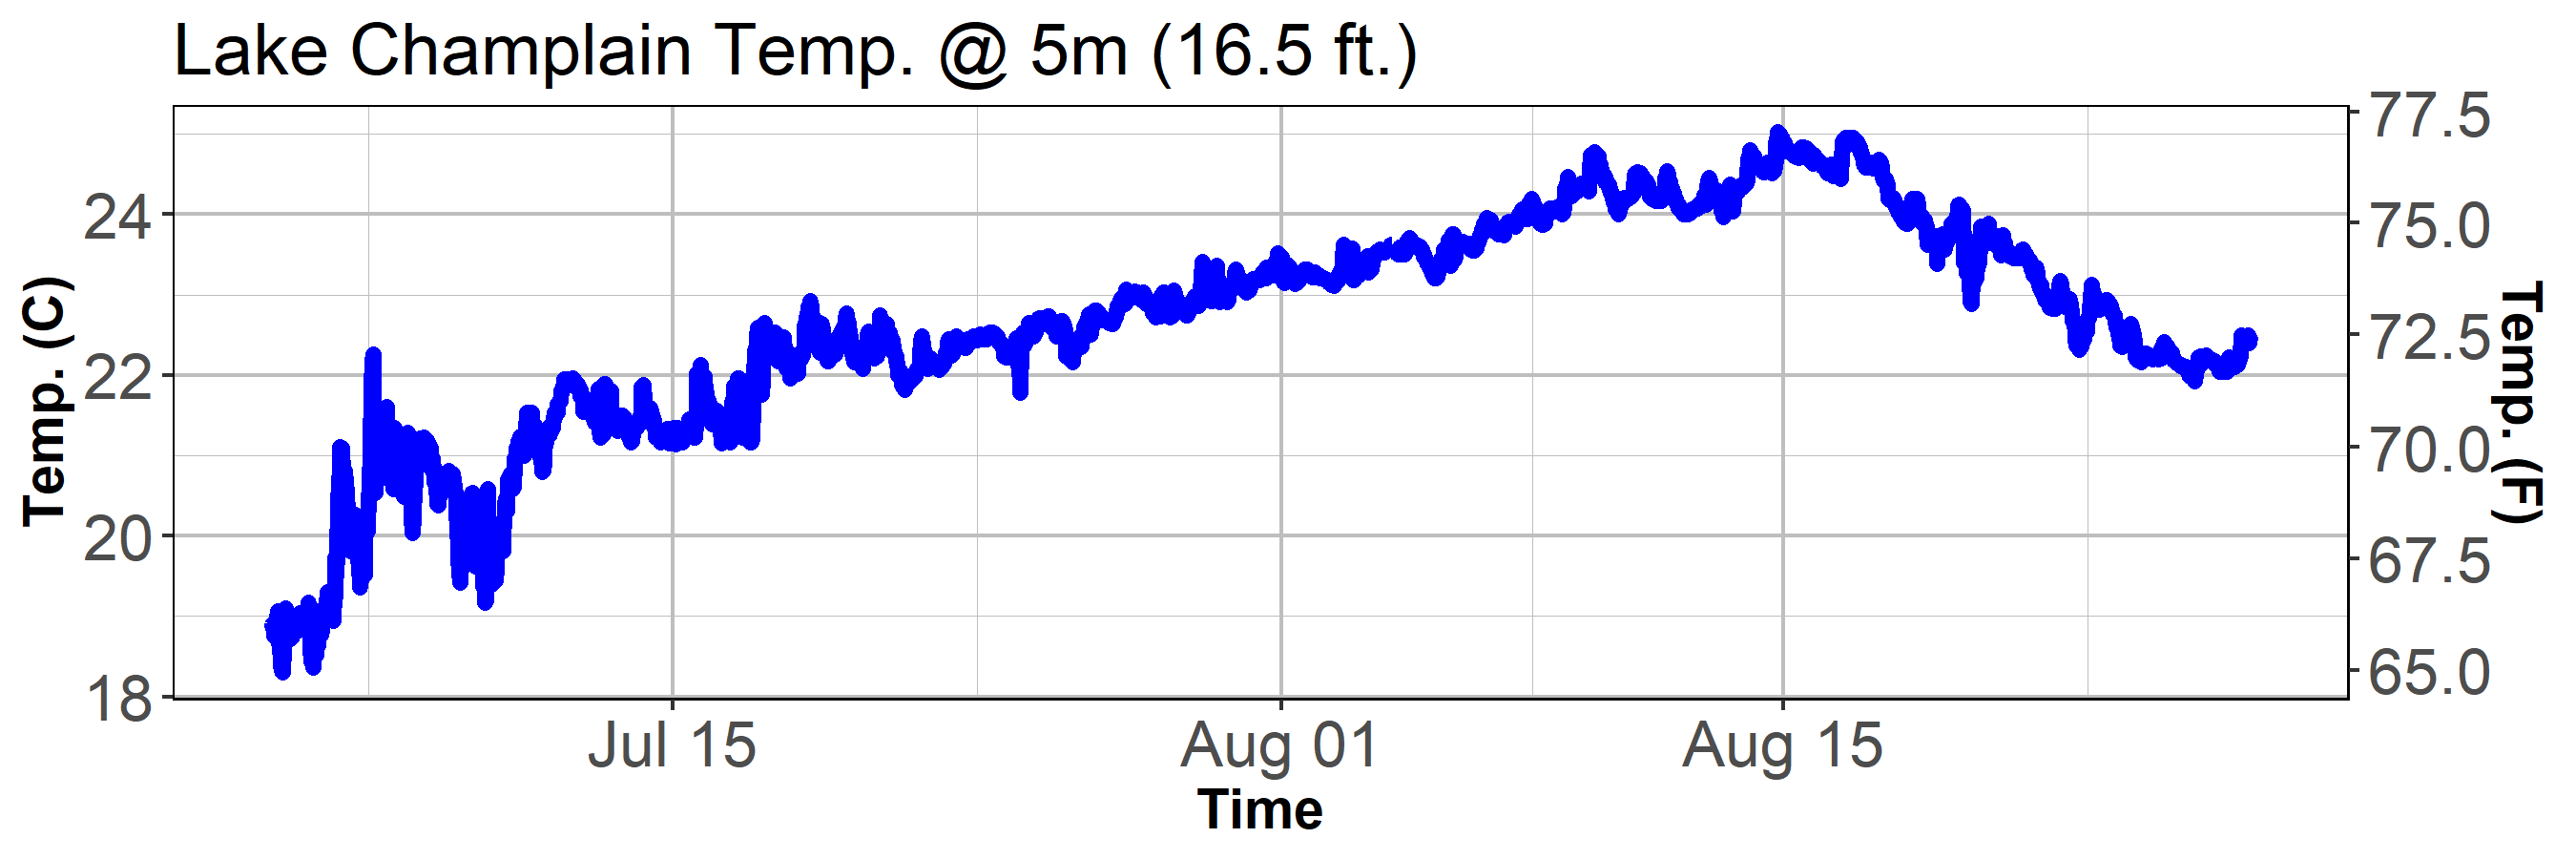 Lake Champlain Temp. @ 5m (16.5 ft.)
Temp. (C)
24
22
20
18
77.5
75.0
72.5
70.0
67.5
65.0
Temp. (F)
Jul 15
Aug 01
Aug 15
Time